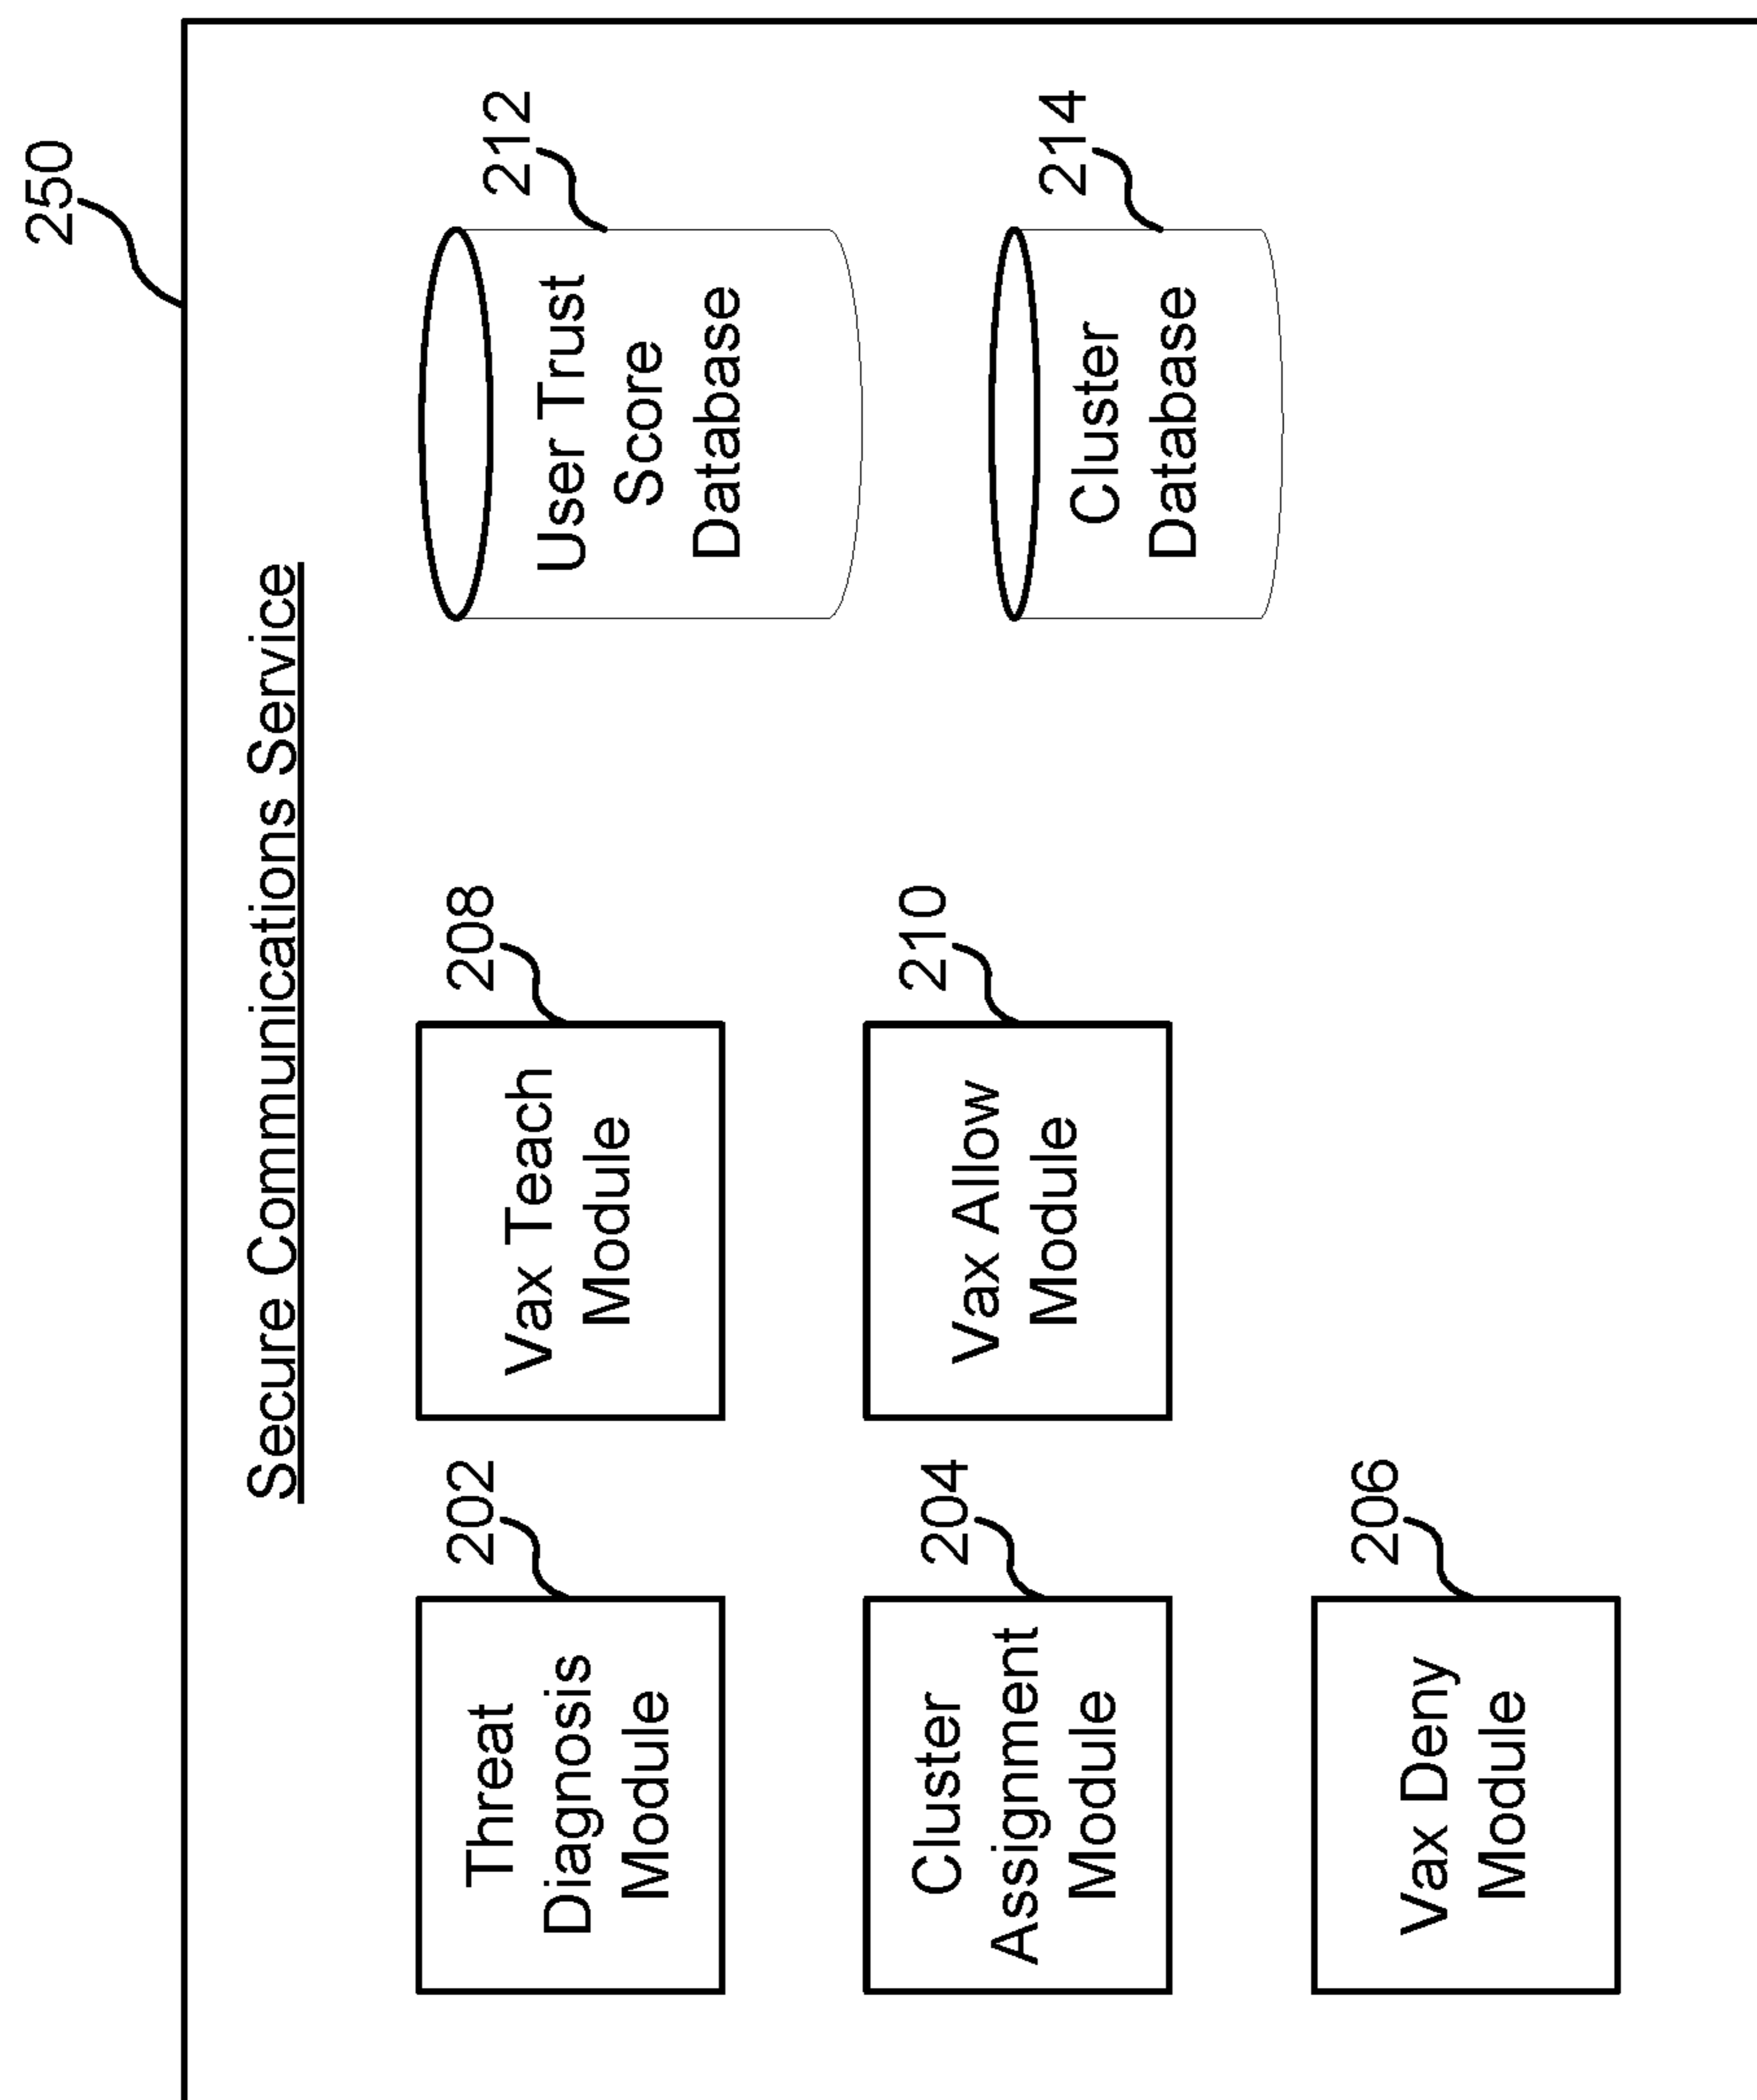 250
Secure Communications Service
202
Threat
Diagnosis
Module
208
Vax Teach
Module
212
User Trust
Score
Database
204
Cluster
Assignment
Module
210
Vax Allow
Module
214
Cluster
Database
206
Vax Deny
Module